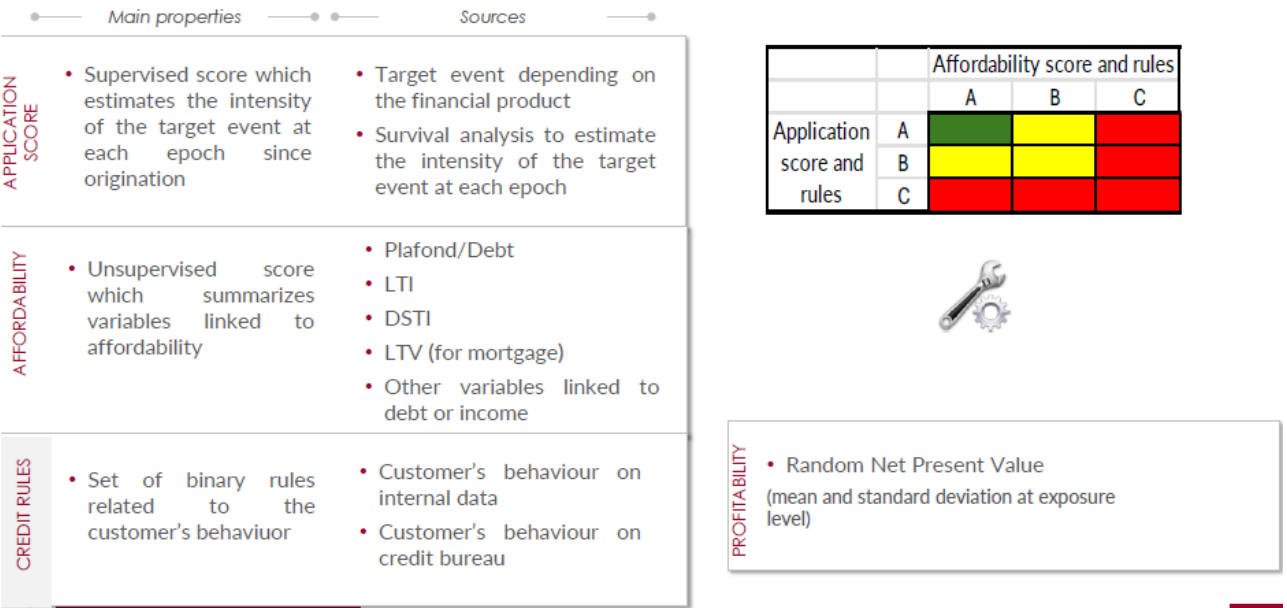 Main properties
Sources
APPLICATION
SCORE
• Supervised score which
estimates the intensity
of the target event at
each epoch since
origination
• Target event depending on
the financial product
• Survival analysis to estimate
the intensity of the target
event at each epoch
AFFORDABILITY
• Unsupervised score
which summarizes
variables linked to
affordability
• Plafond/Debt
• LTI
• DSTI
• LTV (for mortgage)
• Other variables linked to
debt or income
CREDIT RULES
• Set of binary rules
related to the
customer's behaviuor
• Customer's behaviour on
internal data
• Customer's behaviour on
credit bureau
Affordability score and rules
A B C
Application
score and
rules
A
B
C
PROFITABILITY
• Random Net Present Value
(mean and standard deviation at exposure
level)